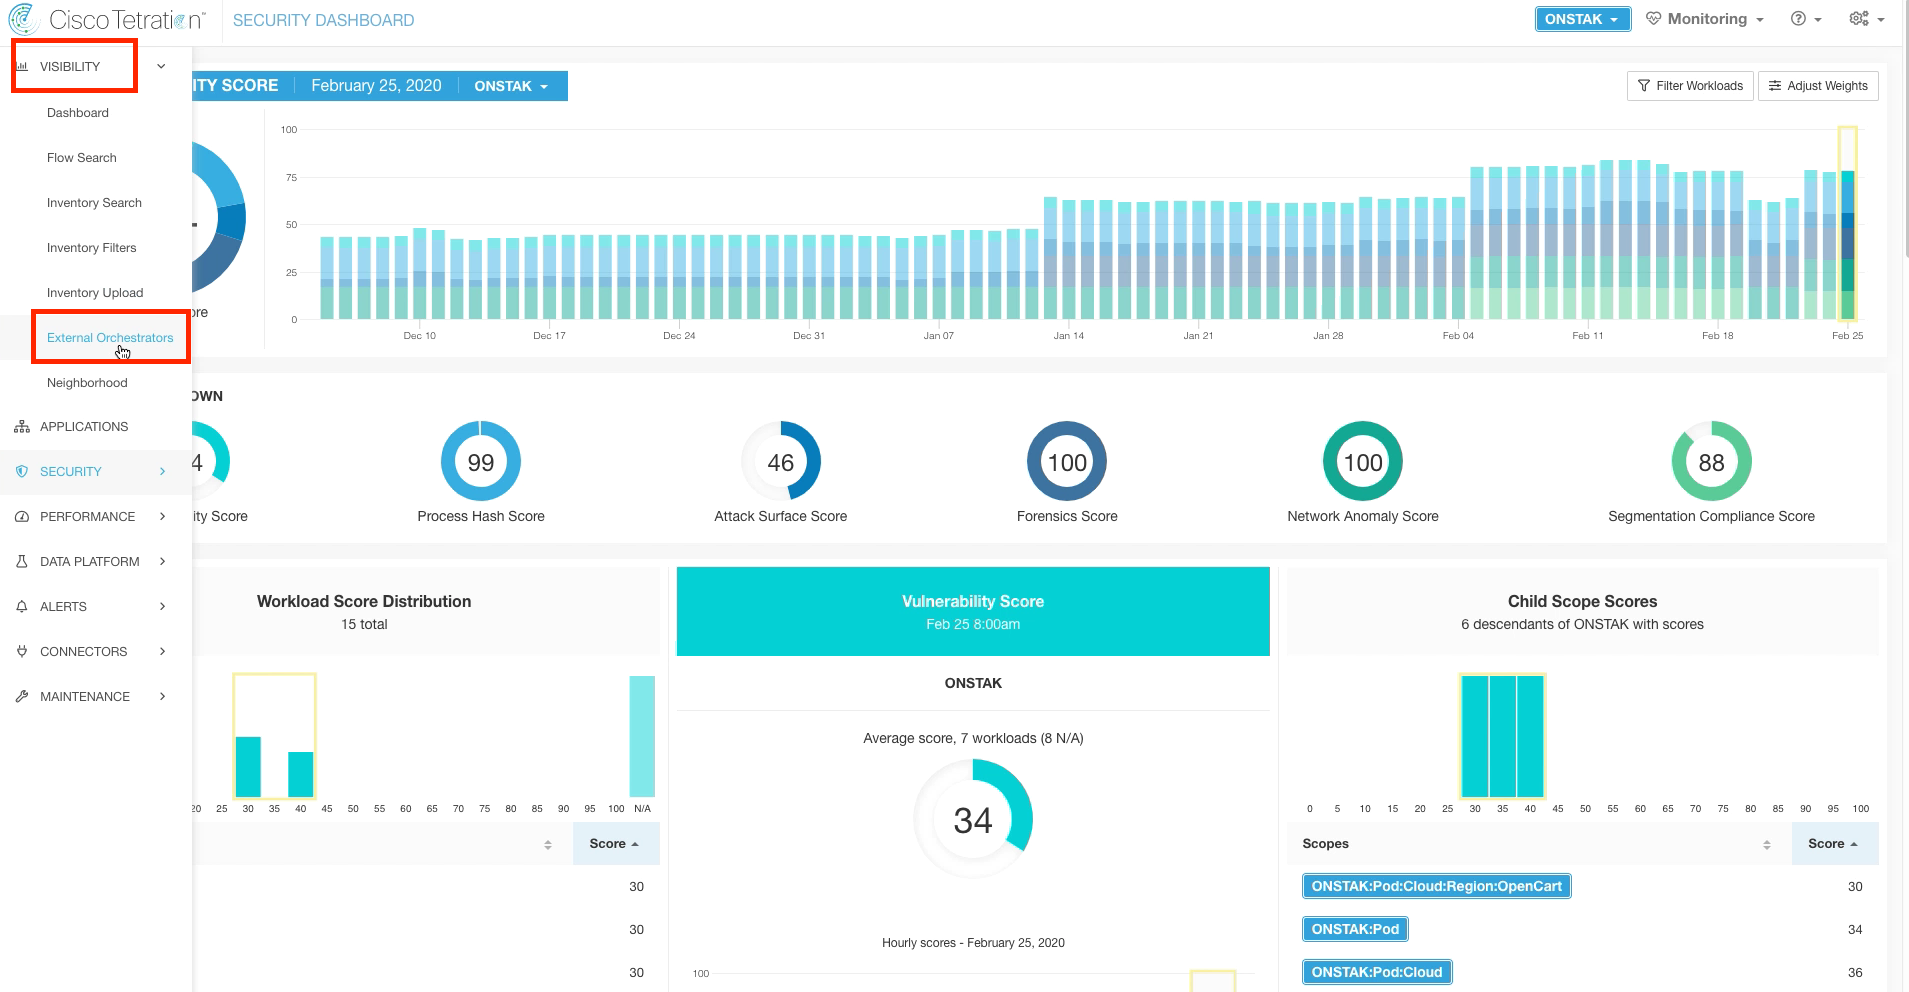 Cisco Tetration™
SECURITY DASHBOARD
ONSTAK
Monitoring
VISIBILITY
Dashboard
Flow Search
Inventory Search
Inventory Filters
Inventory Upload
External Orchestrators
Neighborhood
APPLICATIONS
SECURITY
PERFORMANCE
DATA PLATFORM
ALERTS
CONNECTORS
MAINTENANCE
ITY SCORE February 25, 2020 ONSTAK
Filter Workloads Adjust Weights
ore
100
75
50
25
0
Dec 10 Dec 17 Dec 24 Dec 31 Jan 07 Jan 14 Jan 21 Jan 28 Feb 04 Feb 11 Feb 18 Feb 25
OWN
4 99 46 100 100 88
ity Score Process Hash Score Attack Surface Score Forensics Score Network Anomaly Score Segmentation Compliance Score
Workload Score Distribution
15 total
20 25 30 35 40 45 50 55 60 65 70 75 80 85 90 95 100 N/A
Score
30
30
30
Vulnerability Score
Feb 25 8:00am
ONSTAK
Average score, 7 workloads (8 N/A)
34
Hourly scores - February 25, 2020
100
Child Scope Scores
6 descendants of ONSTAK with scores
0 5 10 15 20 25 30 35 40 45 50 55 60 65 70 75 80 85 90 95 100
Scopes Score
ONSTAK:Pod:Cloud:Region:OpenCart 30
ONSTAK:Pod 34
ONSTAK:Pod:Cloud 36